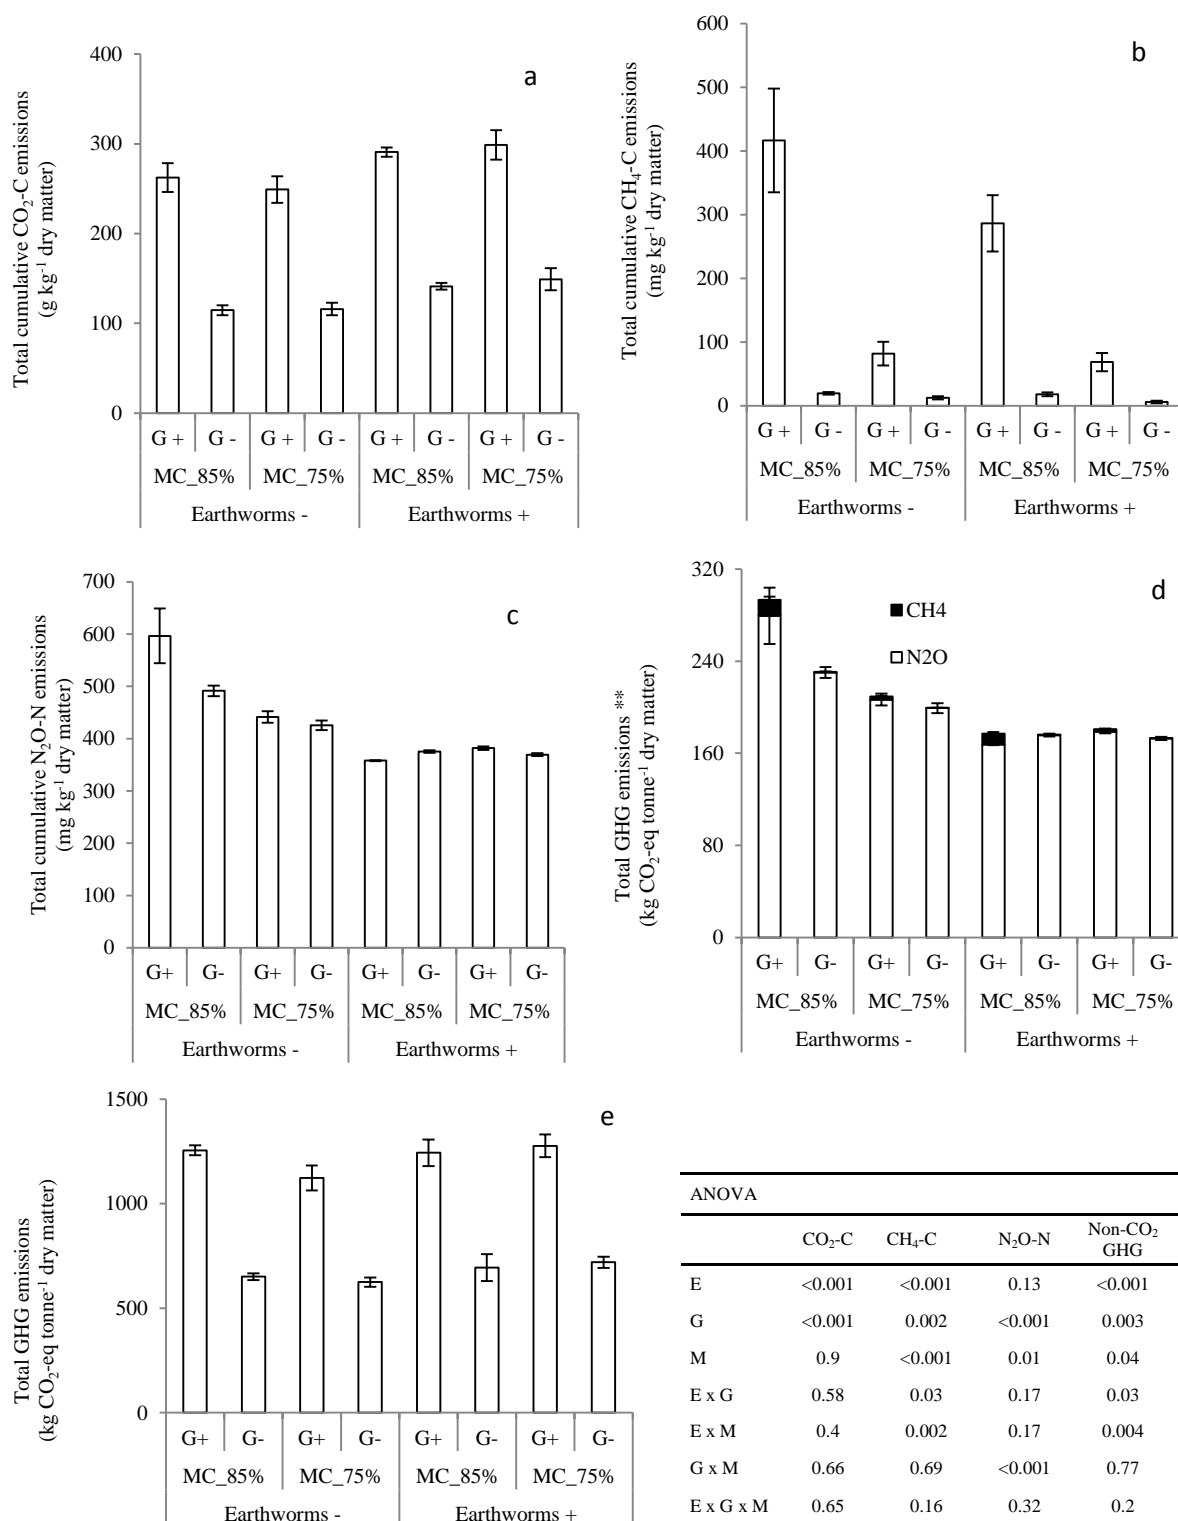 a
Total cumulative CO₂-C emissions
(g kg⁻¹ dry matter)
400
300
200
100
0
G + G - G + G - G + G - G + G -
MC_85% MC_75% MC_85% MC_75%
Earthworms - Earthworms +
b
Total cumulative CH₄-C emissions
(mg kg⁻¹ dry matter)
600
500
400
300
200
100
0
G + G - G + G - G + G - G + G -
MC_85% MC_75% MC_85% MC_75%
Earthworms - Earthworms +
c
Total cumulative N₂O-N emissions
(mg kg⁻¹ dry matter)
700
600
500
400
300
200
100
0
G+ G- G+ G- G+ G- G+ G-
MC_85% MC_75% MC_85% MC_75%
Earthworms - Earthworms +
d
Total GHG emissions **
(kg CO₂-eq tonne⁻¹ dry matter)
320
240
160
80
0
CH4
N2O
G+ G- G+ G- G+ G- G+ G-
MC_85% MC_75% MC_85% MC_75%
Earthworms - Earthworms +
e
Total GHG emissions
(kg CO₂-eq tonne⁻¹ dry matter)
1500
1000
500
0
G+ G- G+ G- G+ G- G+ G-
MC_85% MC_75% MC_85% MC_75%
Earthworms - Earthworms +
ANOVA
CO₂-C CH₄-C N₂O-N Non-CO₂
GHG
E <0.001 <0.001 0.13 <0.001
G <0.001 0.002 <0.001 0.003
M 0.9 <0.001 0.01 0.04
E x G 0.58 0.03 0.17 0.03
E x M 0.4 0.002 0.17 0.004
G x M 0.66 0.69 <0.001 0.77
E x G x M 0.65 0.16 0.32 0.2